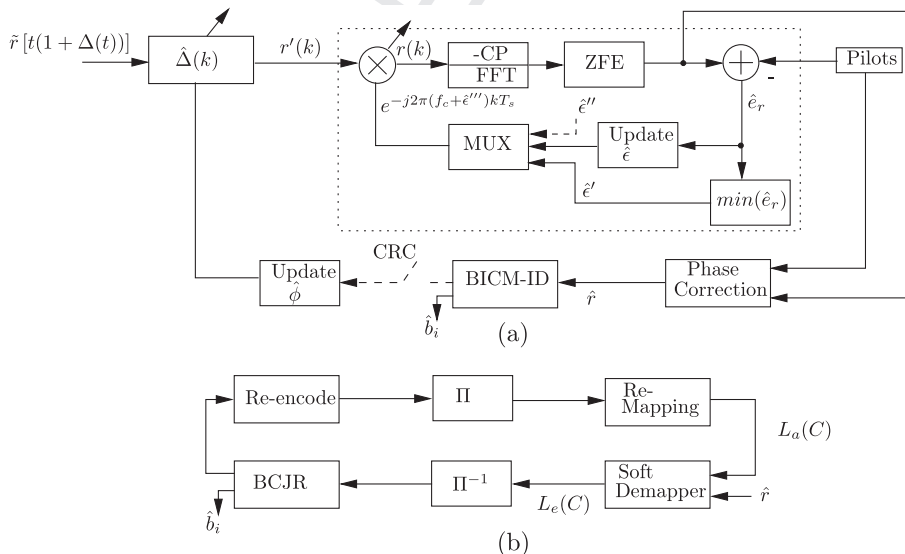 r̃ [t(1 + Δ(t))]
Δ̂(k)
r′(k)
r(k)
-CP
FFT
ZFE
+
-
Pilots
e^{-j2π(f_c+ε̂′′′)kT_s}
ε̂′′
ê_r
MUX
Update
ε̂
ε̂′
min(ê_r)
CRC
Update
φ̂
BICM-ID
r̂
Phase
Correction
b̂_i
(a)
Re-encode
Π
Re-
Mapping
L_a(C)
BCJR
Π^{-1}
L_e(C)
Soft
Demapper
r̂
b̂_i
(b)